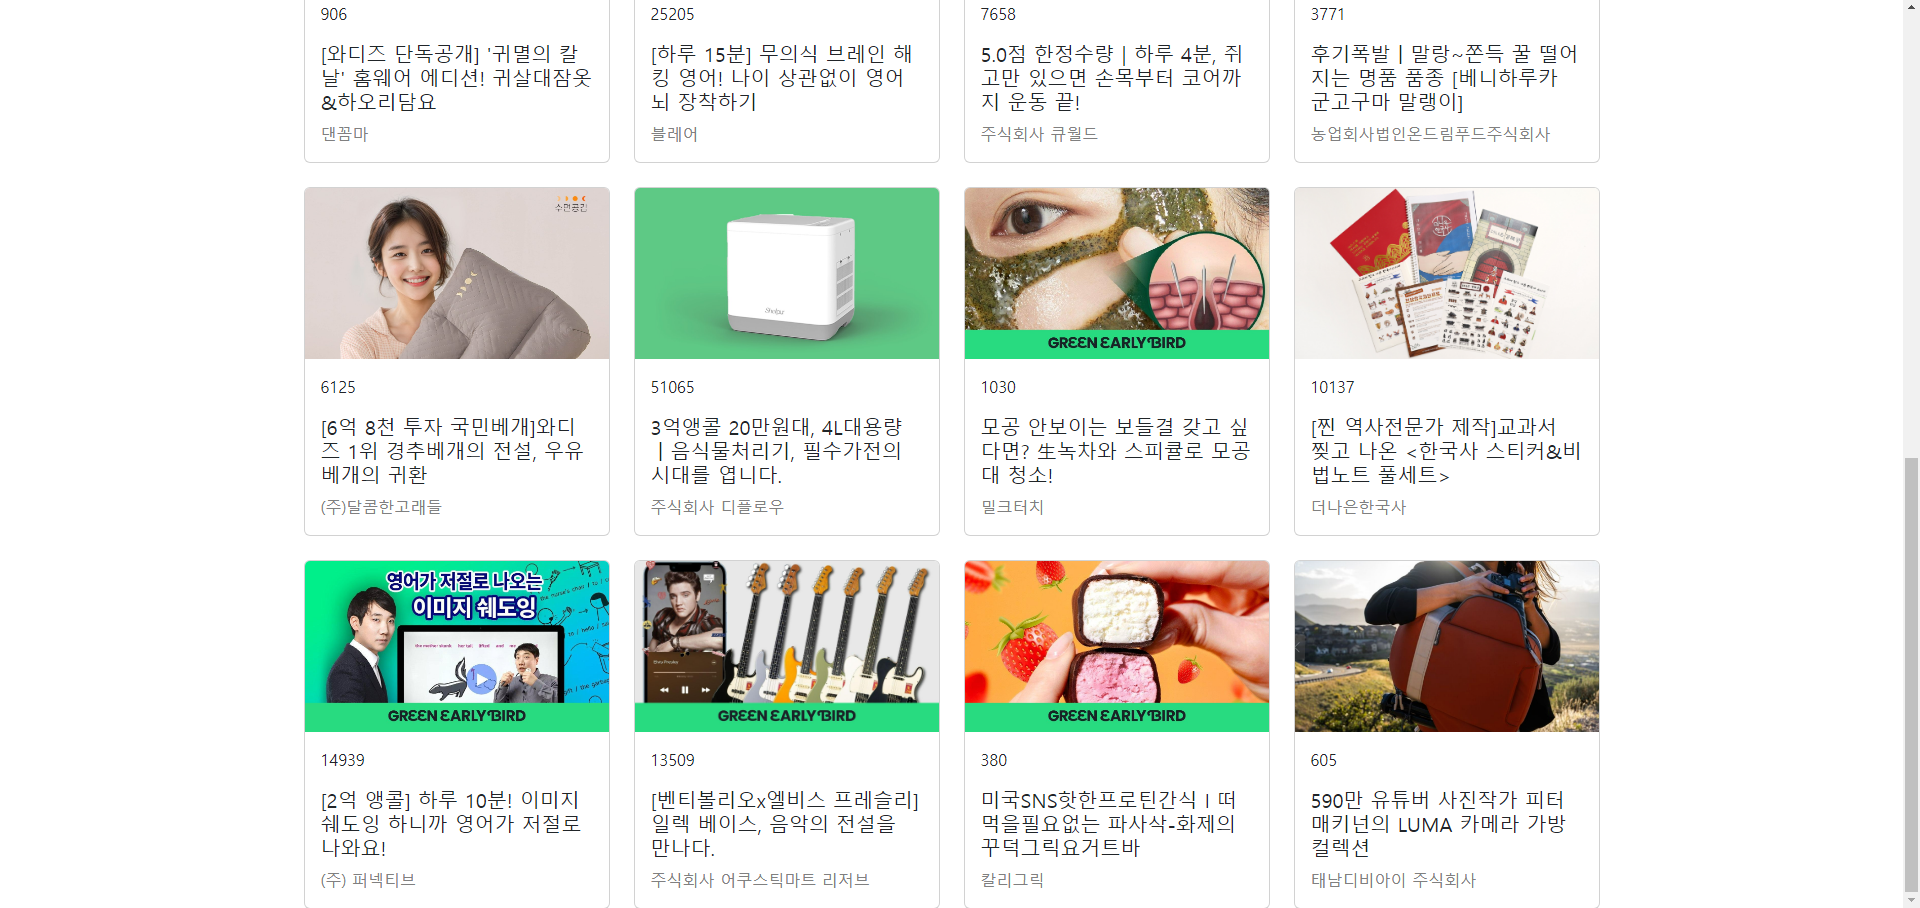 906
[와디즈 단독공개] '귀멸의 칼
날' 홈웨어 에디션! 귀살대잠옷
&하오리담요
댄꼼마
25205
[하루 15분] 무의식 브레인 해
킹 영어! 나이 상관없이 영어
뇌 장착하기
블레어
7658
5.0점 한정수량 | 하루 4분, 쥐
고만 있으면 손목부터 코어까
지 운동 끝!
주식회사 큐월드
3771
후기폭발 | 말랑~쫀득 꿀 떨어
지는 명품 품종 [베니하루카
군고구마 말랭이]
농업회사법인온드림푸드주식회사
수면공간
6125
[6억 8천 투자 국민베개]와디
즈 1위 경추베개의 전설, 우유
베개의 귀환
(주)달콤한고래들
51065
3억앵콜 20만원대, 4L대용량
| 음식물처리기, 필수가전의
시대를 엽니다.
주식회사 디플로우
GREEN EARLY BIRD
1030
모공 안보이는 보들결 갖고 싶
다면? 生녹차와 스피큘로 모공
대 청소!
밀크터치
10137
[찐 역사전문가 제작]교과서
찢고 나온 <한국사 스티커&비
법노트 풀세트>
더나은한국사
영어가 저절로 나오는
이미지 쉐도잉
GREEN EARLY BIRD
14939
[2억 앵콜] 하루 10분! 이미지
쉐도잉 하니까 영어가 저절로
나와요!
(주) 퍼넥티브
Elvis Presley
GREEN EARLY BIRD
13509
[벤티볼리오x엘비스 프레슬리]
일렉 베이스, 음악의 전설을
만나다.
주식회사 어쿠스틱마트 리저브
GREEN EARLY BIRD
380
미국SNS핫한프로틴간식 I 떠
먹을필요없는 파사삭-화제의
꾸덕그릭요거트바
칼리그릭
605
590만 유튜버 사진작가 피터
매키넌의 LUMA 카메라 가방
컬렉션
태남디비아이 주식회사